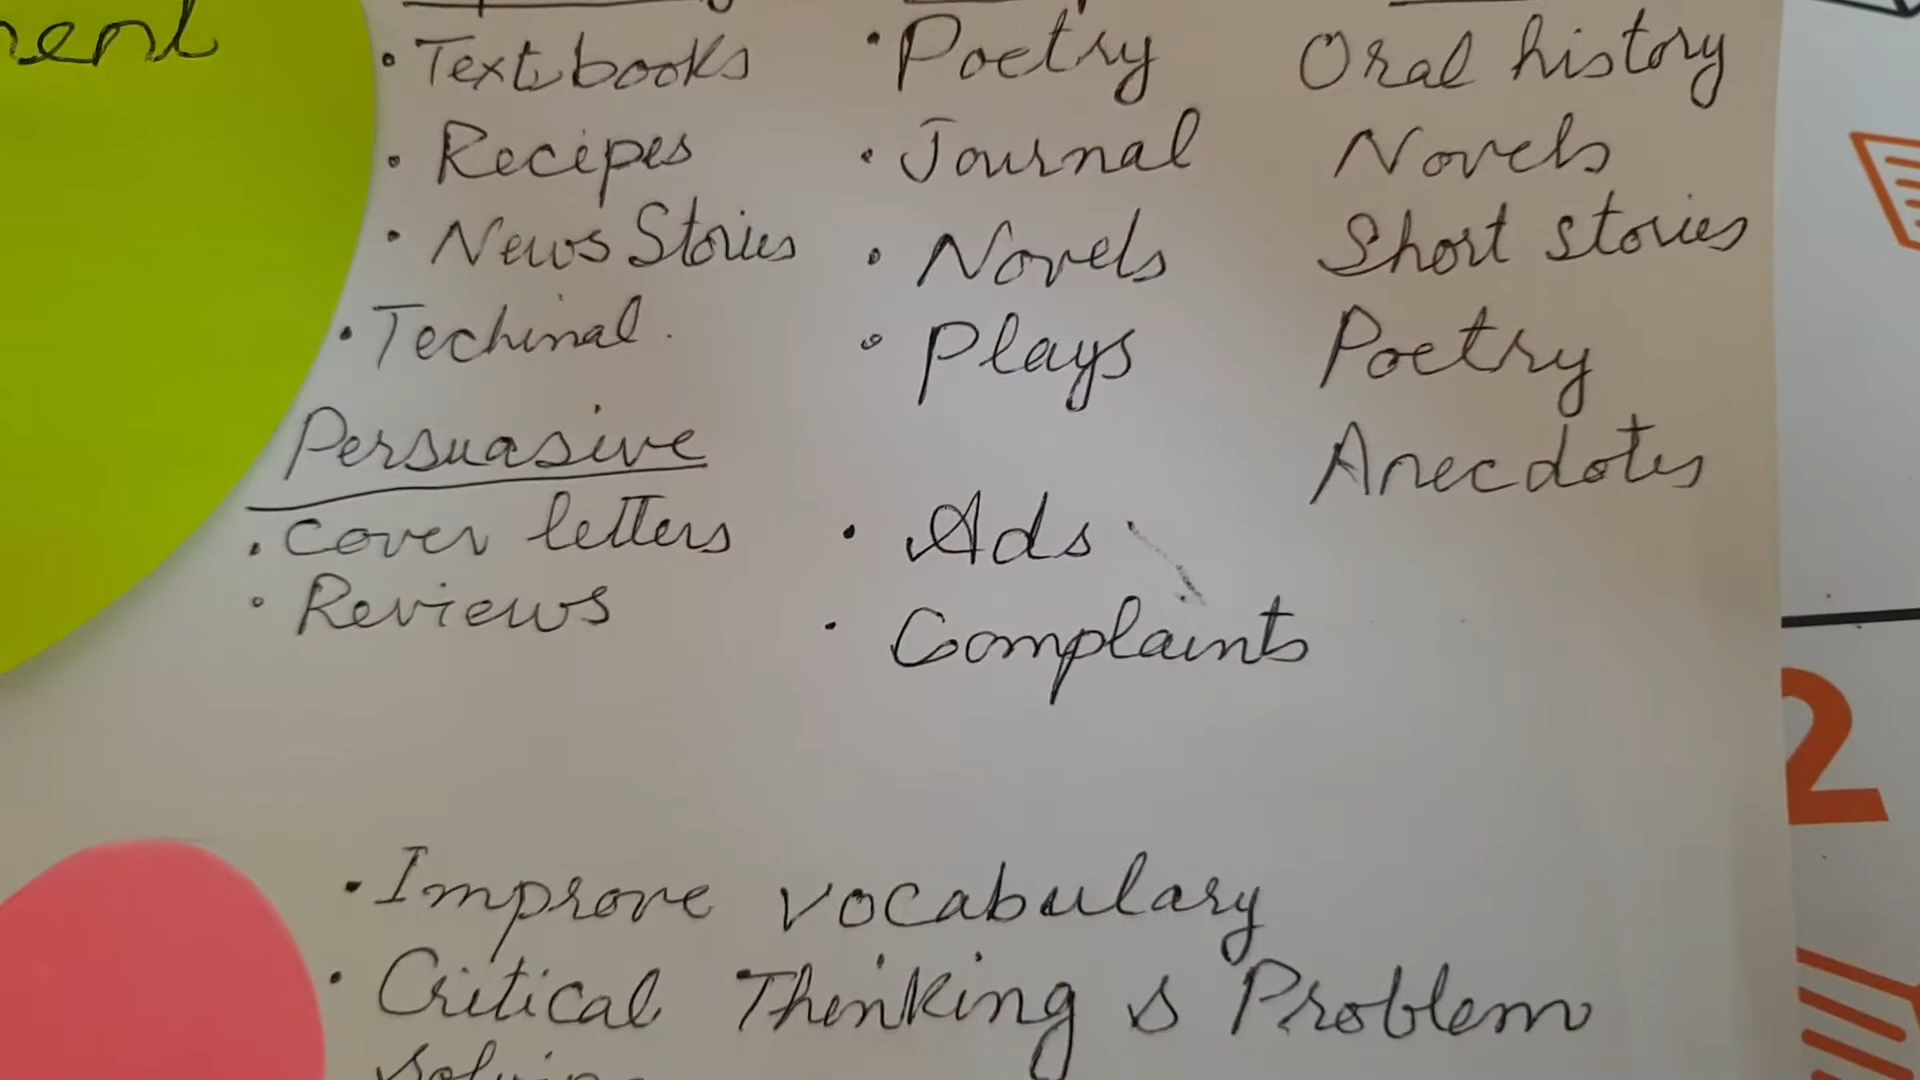 • Textbooks
• Recipes
• News Stories
• Techinal.
• Poetry
• Journal
• Novels
• Plays
Oral history
Novels
Short stories
Poetry
Anecdotes
Persuasive
• Cover letters
• Reviews
• Ads
• Complaints
• Improve vocabulary
• Critical Thinking & Problem
2